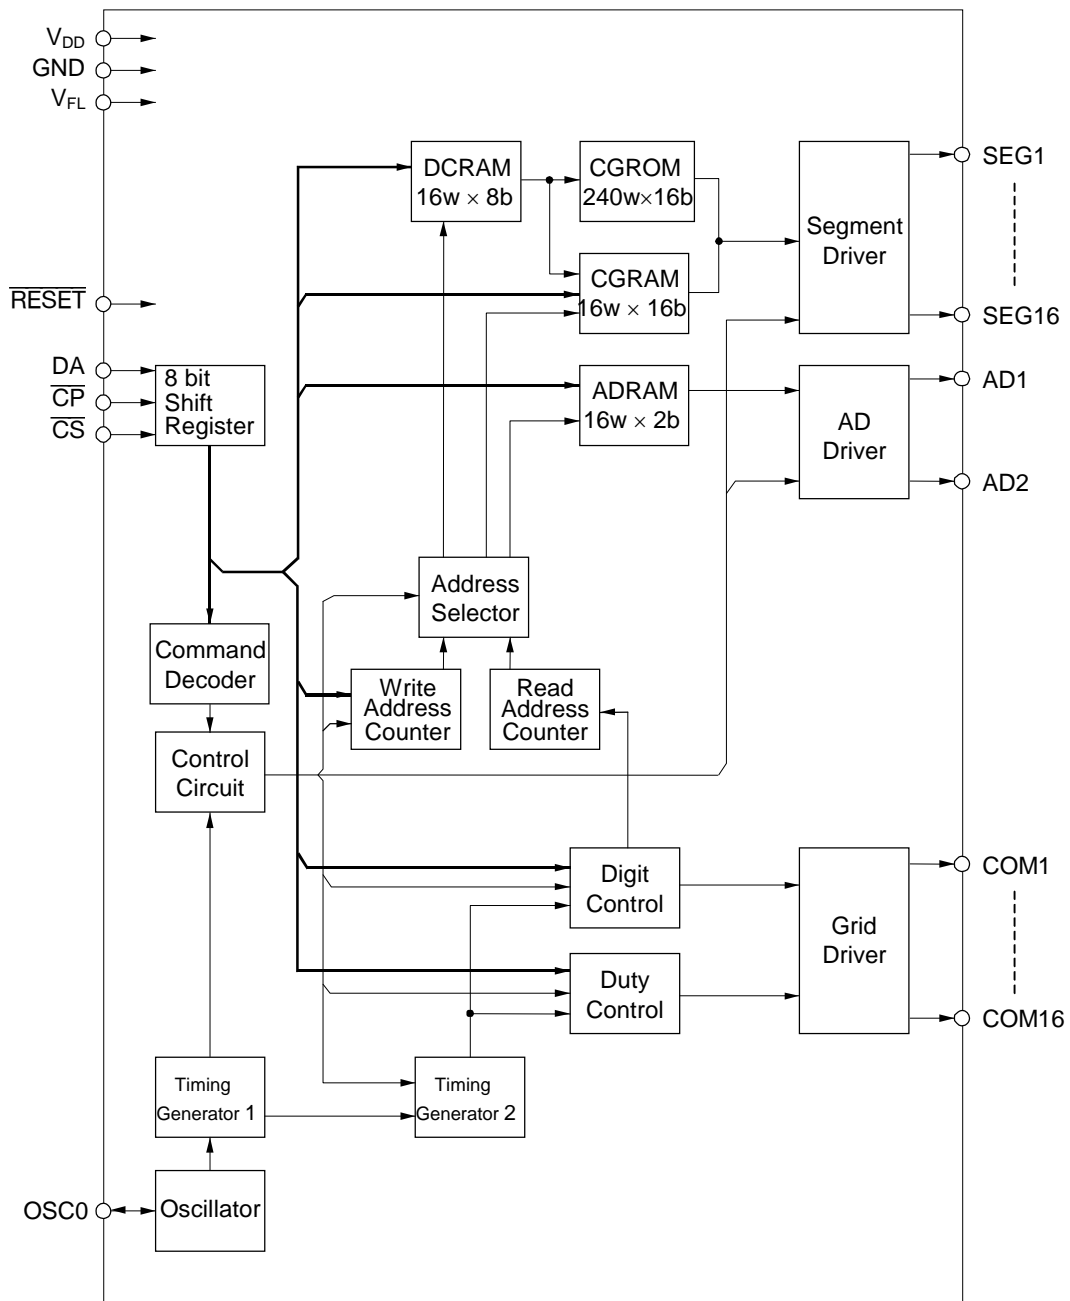 VDD
GND
VFL
RESET
DA
CP
CS
8 bit
Shift
Register
DCRAM
16w × 8b
CGROM
240w×16b
CGRAM
16w × 16b
ADRAM
16w × 2b
Segment
Driver
SEG1
SEG16
AD
Driver
AD1
AD2
Address
Selector
Command
Decoder
Write
Address
Counter
Read
Address
Counter
Control
Circuit
Digit
Control
Duty
Control
Grid
Driver
COM1
COM16
Timing
Generator 1
Timing
Generator 2
OSC0
Oscillator